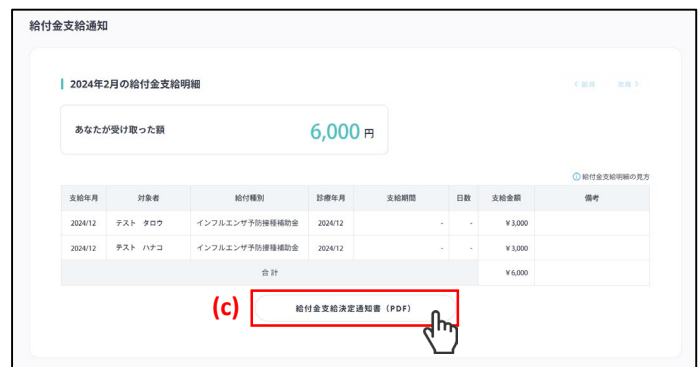 給付金支給通知
2024年2月の給付金支給明細
< 前月 次月 >
あなたが受け取った額 6,000 円
給付金支給明細の見方
支給年月 対象者 給付種別 診療年月 支給期間 日数 支給金額 備考
2024/12 テスト タロウ インフルエンザ予防接種補助金 2024/12 - - ¥3,000
2024/12 テスト ハナコ インフルエンザ予防接種補助金 2024/12 - - ¥3,000
合計 ¥6,000
(c) 給付金支給決定通知書(PDF)